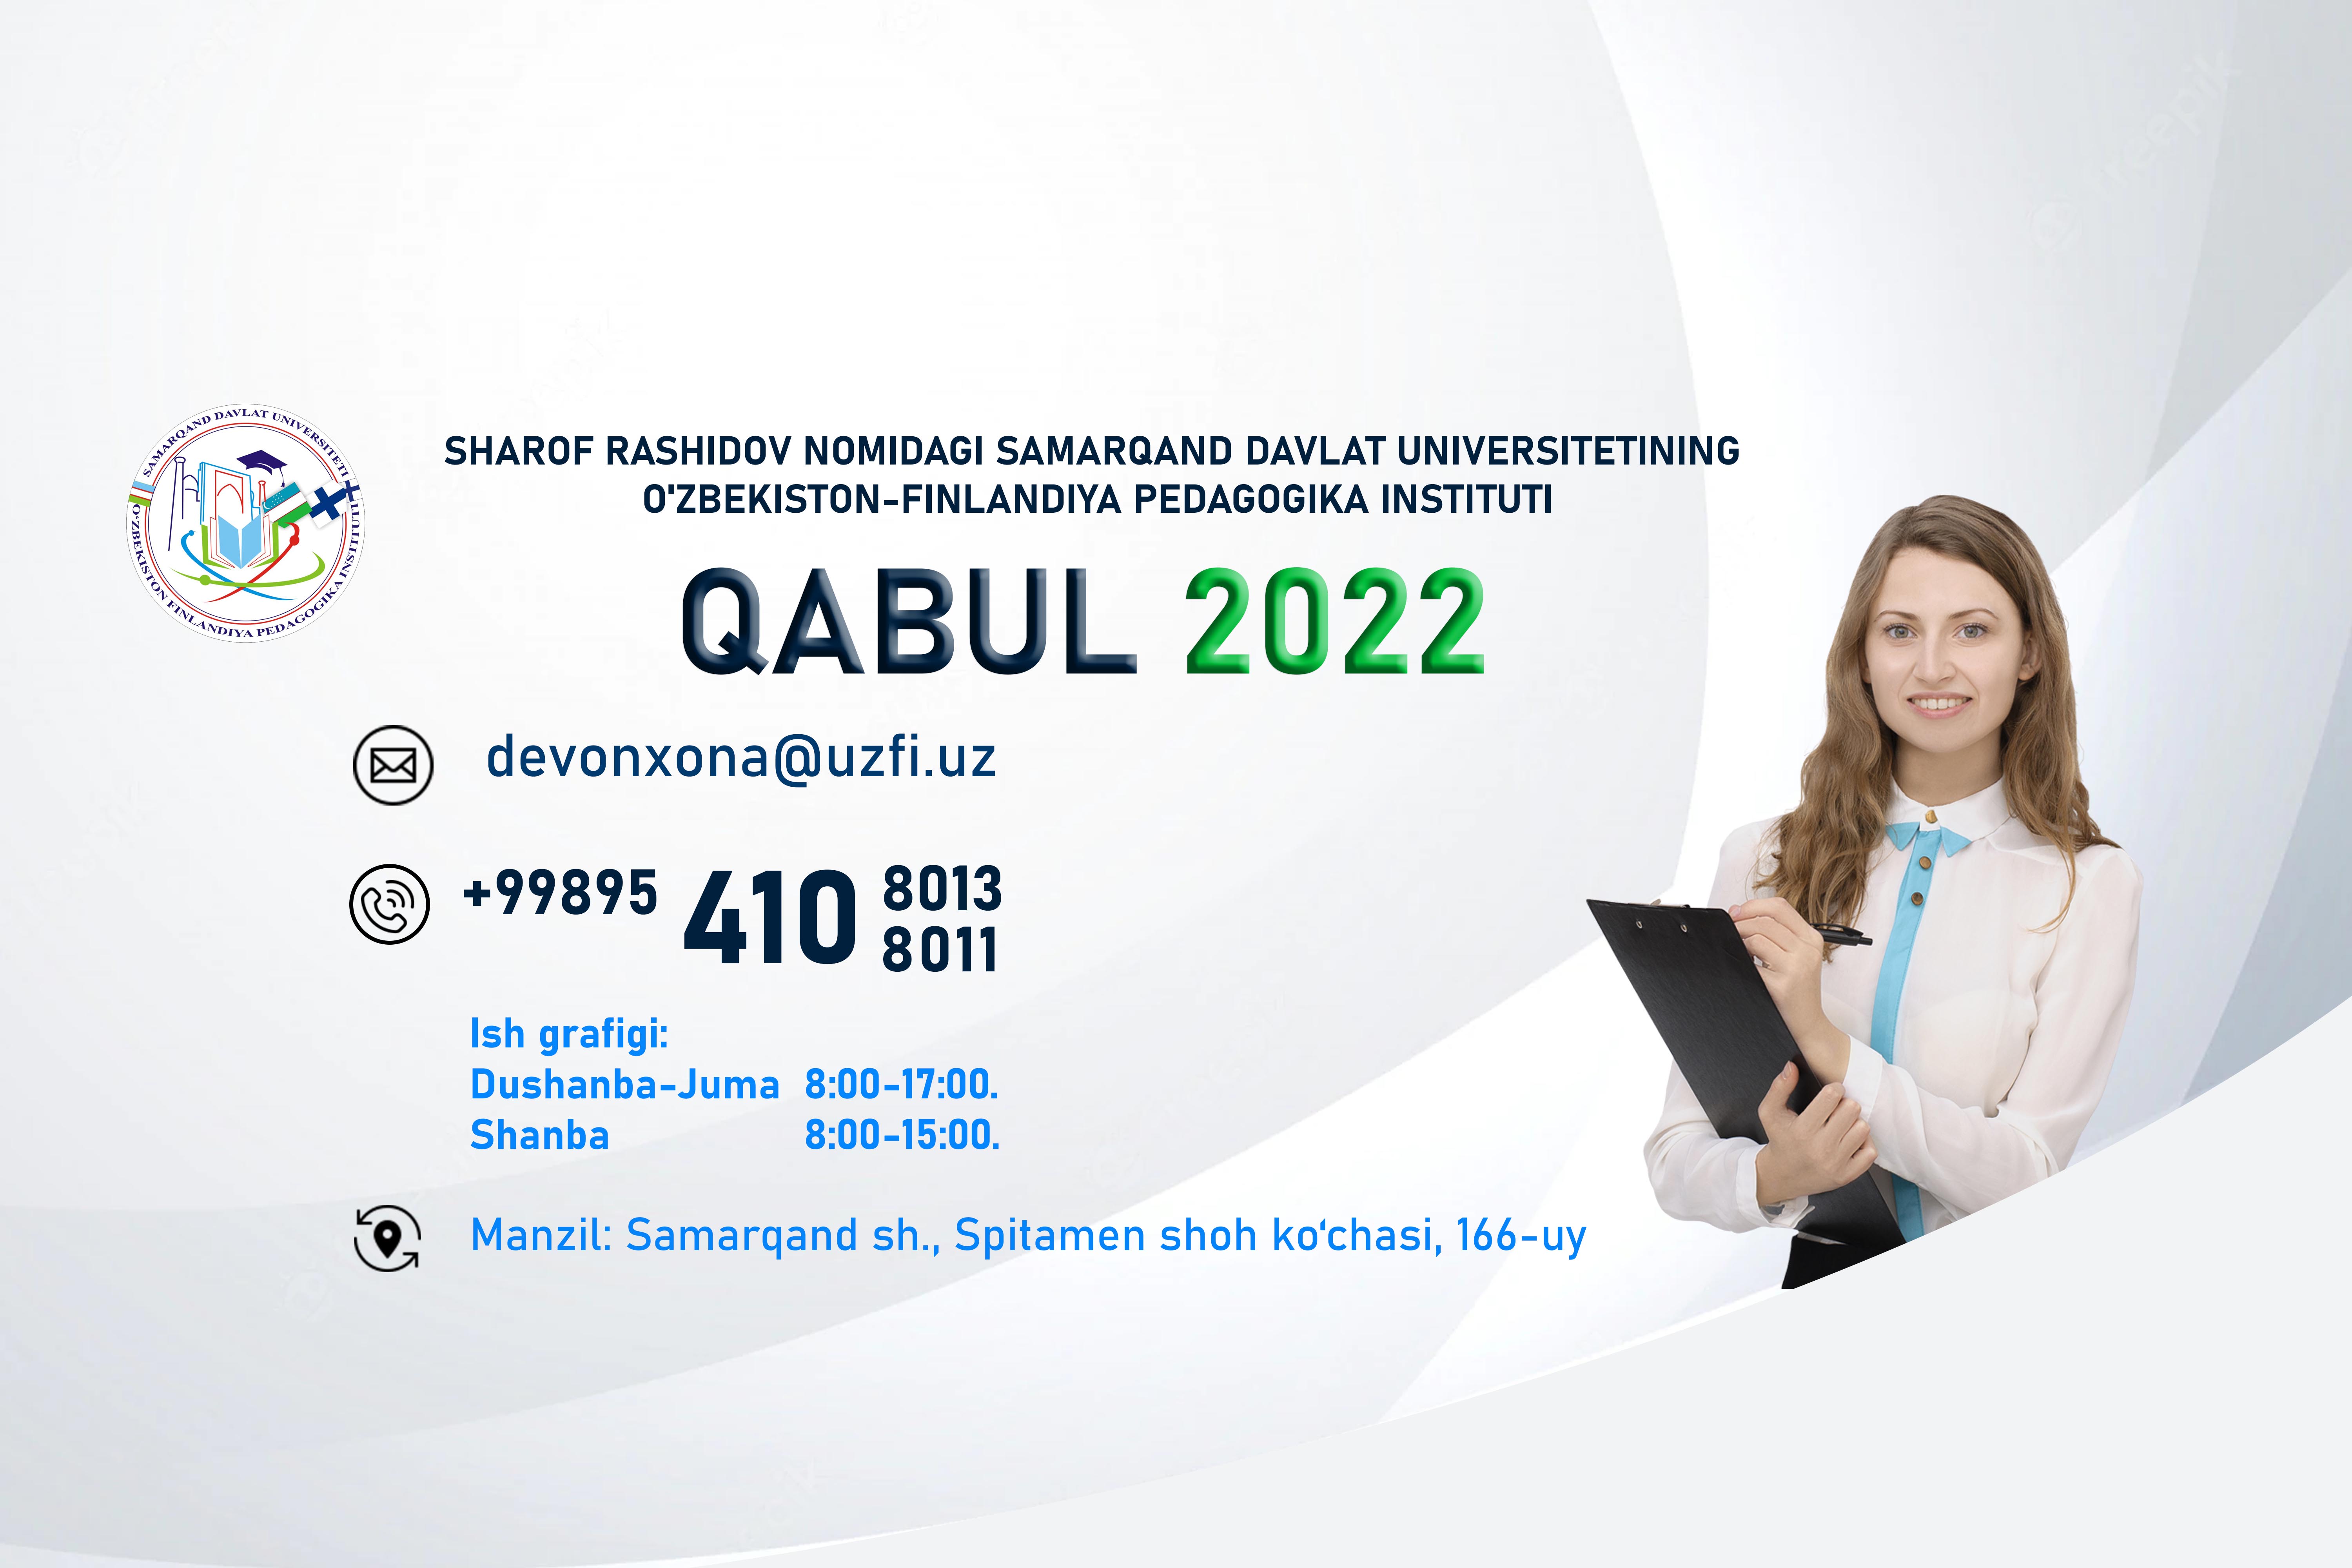 SAMARQAND DAVLAT UNIVERSITETI
O‘ZBEKISTON FINLANDIYA PEDAGOGIKA INSTITUTI
SHAROF RASHIDOV NOMIDAGI SAMARQAND DAVLAT UNIVERSITETINING
O'ZBEKISTON-FINLANDIYA PEDAGOGIKA INSTITUTI
QABUL 2022
devonxona@uzfi.uz
+99895 410 8013
8011
Ish grafigi:
Dushanba-Juma 8:00-17:00.
Shanba 8:00-15:00.
Manzil: Samarqand sh., Spitamen shoh ko‘chasi, 166-uy
freepik